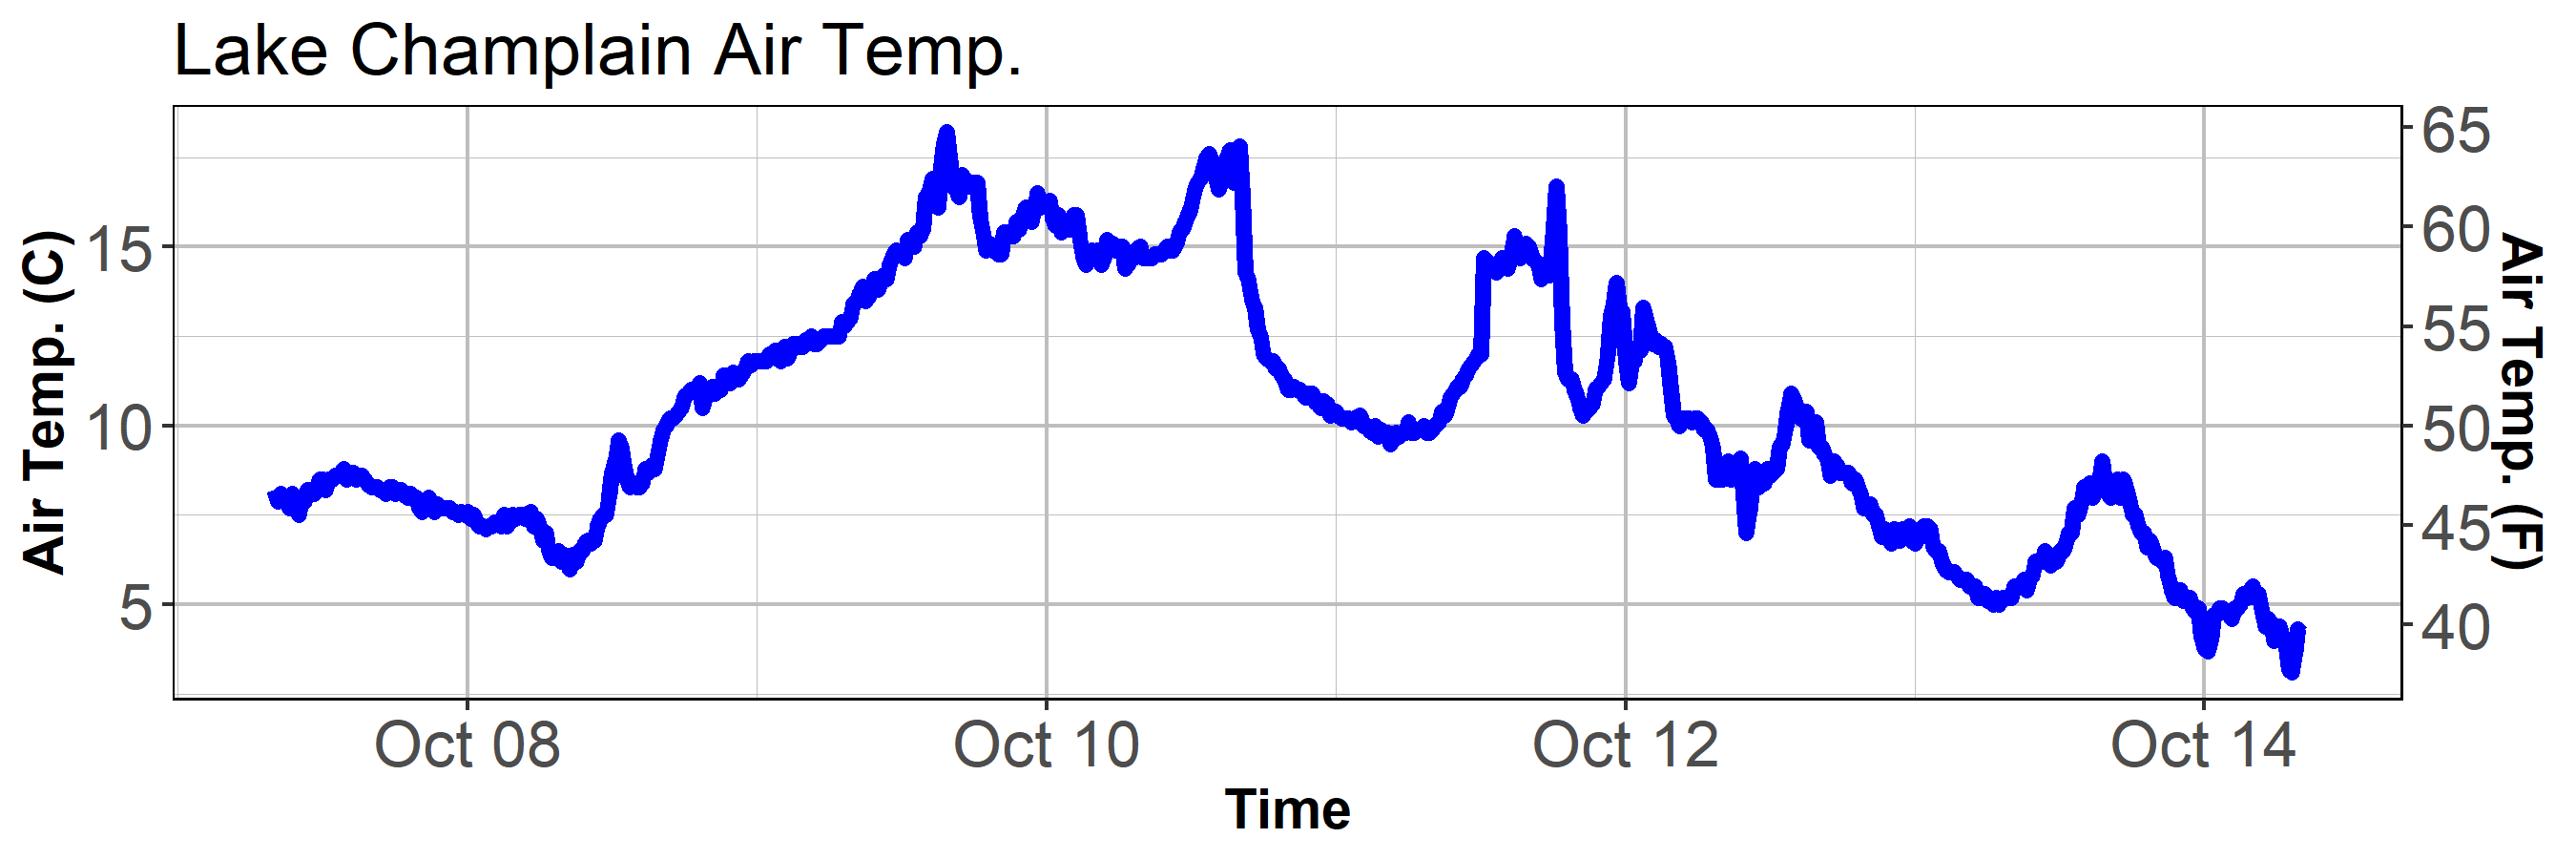 Lake Champlain Air Temp.
Air Temp. (C)
15
10
5
65
60
55
50
45
40
Air Temp. (F)
Oct 08
Oct 10
Oct 12
Oct 14
Time